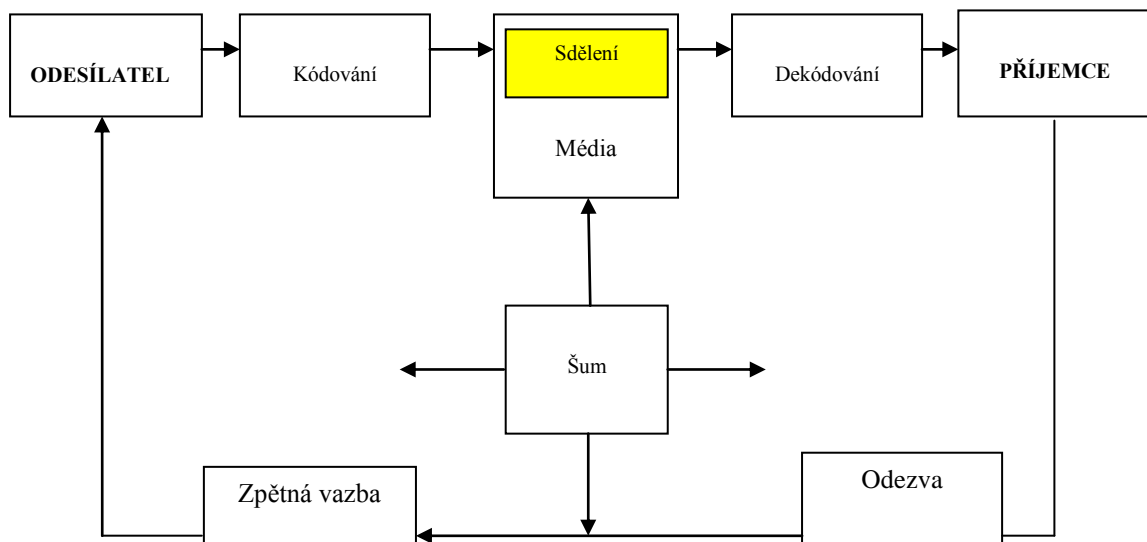 ODESÍLATEL
Kódování
Sdělení
Média
Dekódování
PŘÍJEMCE
Šum
Zpětná vazba
Odezva